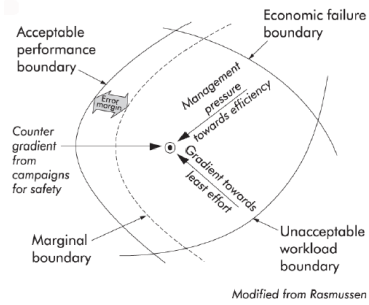 Economic failure
boundary
Acceptable
performance
boundary
Error
margin
Management
pressure
towards efficiency
Counter
gradient
from
campaigns
for safety
Gradient towards
least effort
Marginal
boundary
Unacceptable
workload
boundary
Modified from Rasmussen